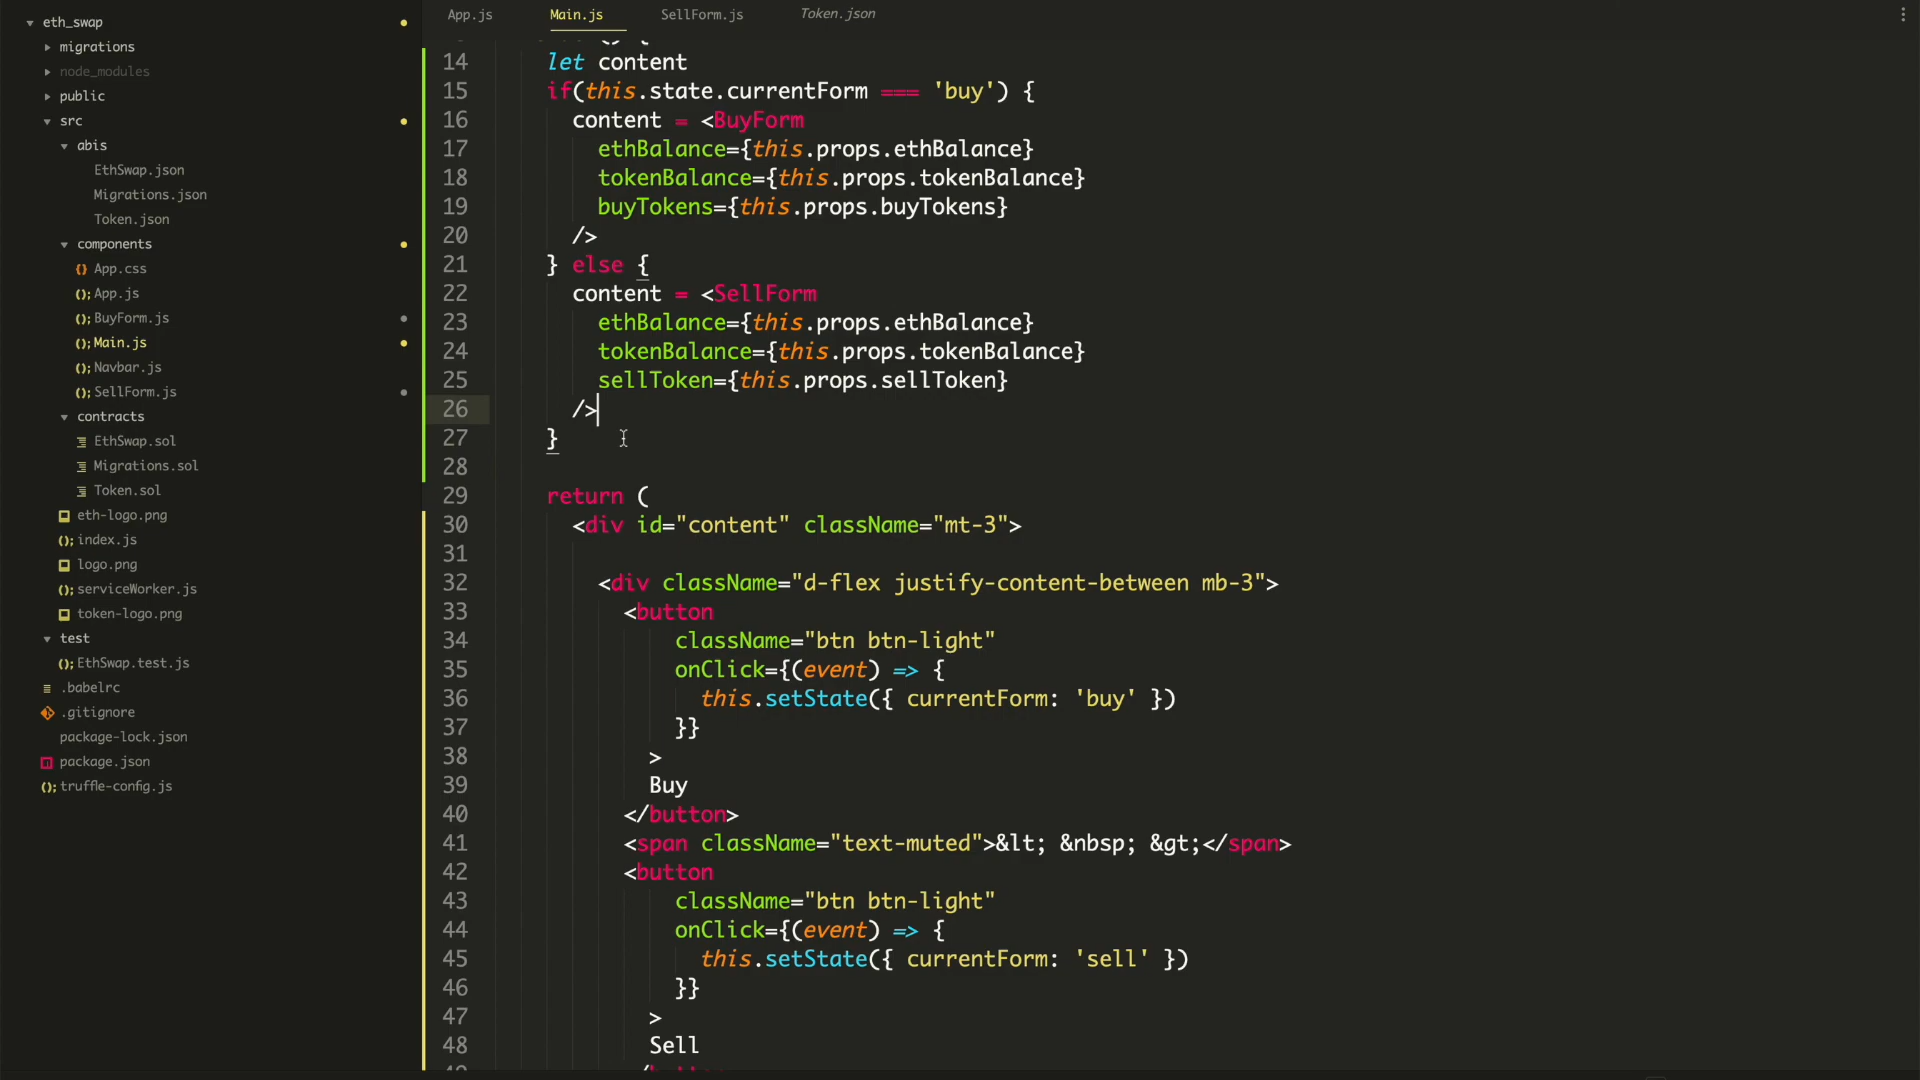 eth_swap
migrations
node_modules
public
src
abis
EthSwap.json
Migrations.json
Token.json
components
App.css
App.js
BuyForm.js
Main.js
Navbar.js
SellForm.js
contracts
EthSwap.sol
Migrations.sol
Token.sol
eth-logo.png
index.js
logo.png
serviceWorker.js
token-logo.png
test
EthSwap.test.js
.babelrc
.gitignore
package-lock.json
package.json
truffle-config.js
App.js Main.js SellForm.js Token.json
14 let content
15 if(this.state.currentForm === 'buy') {
16 content = <BuyForm
17 ethBalance={this.props.ethBalance}
18 tokenBalance={this.props.tokenBalance}
19 buyTokens={this.props.buyTokens}
20 />
21 } else {
22 content = <SellForm
23 ethBalance={this.props.ethBalance}
24 tokenBalance={this.props.tokenBalance}
25 sellToken={this.props.sellToken}
26 />
27 }
28
29 return (
30 <div id="content" className="mt-3">
31
32 <div className="d-flex justify-content-between mb-3">
33 <button
34 className="btn btn-light"
35 onClick={(event) => {
36 this.setState({ currentForm: 'buy' })
37 }}
38 >
39 Buy
40 </button>
41 <span className="text-muted">&lt; &nbsp; &gt;</span>
42 <button
43 className="btn btn-light"
44 onClick={(event) => {
45 this.setState({ currentForm: 'sell' })
46 }}
47 >
48 Sell